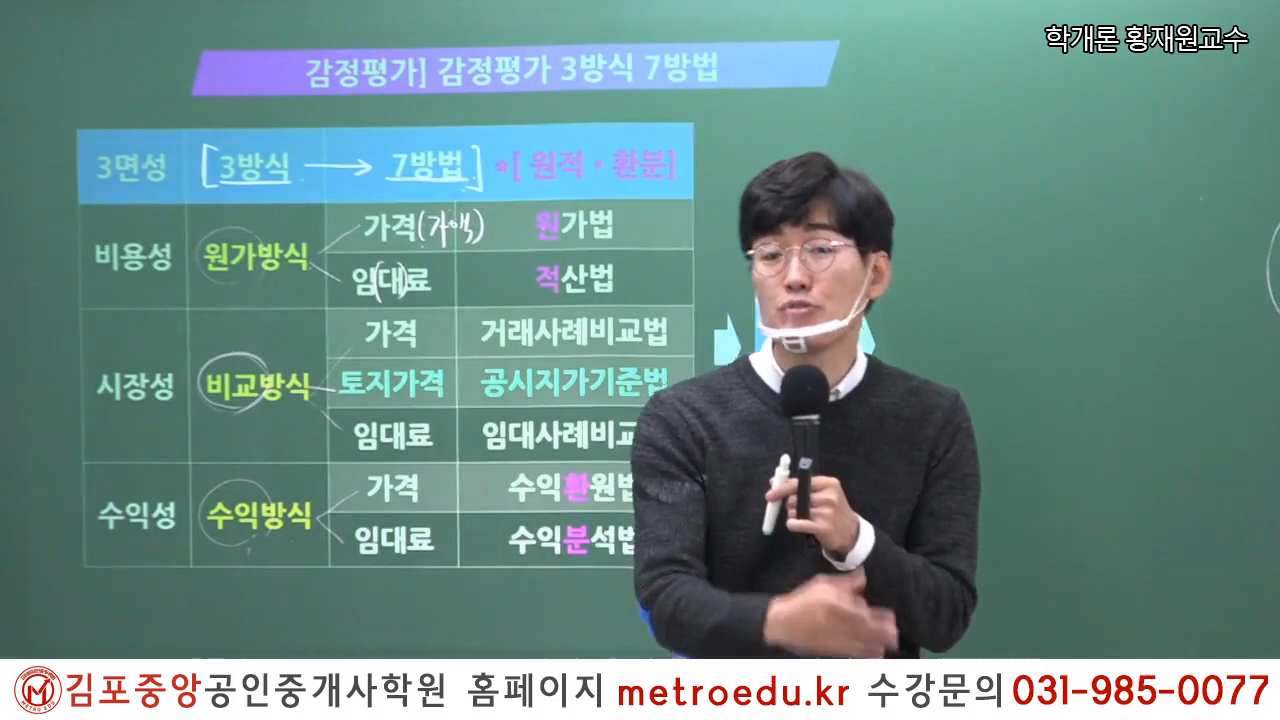 학개론 황재원교수
감정평가] 감정평가 3방식 7방법
3면성 [3방식 → 7방법] *[ 원적 · 환분]
비용성 원가방식 가격(가액) 원가법
임(대)료 적산법
시장성 비교방식 가격 거래사례비교법
토지가격 공시지가기준법
임대료 임대사례비교
수익성 수익방식 가격 수익환원법
임대료 수익분석법
METRO EDU
김포중앙공인중개사학원 홈페이지 metroedu.kr 수강문의 031-985-0077